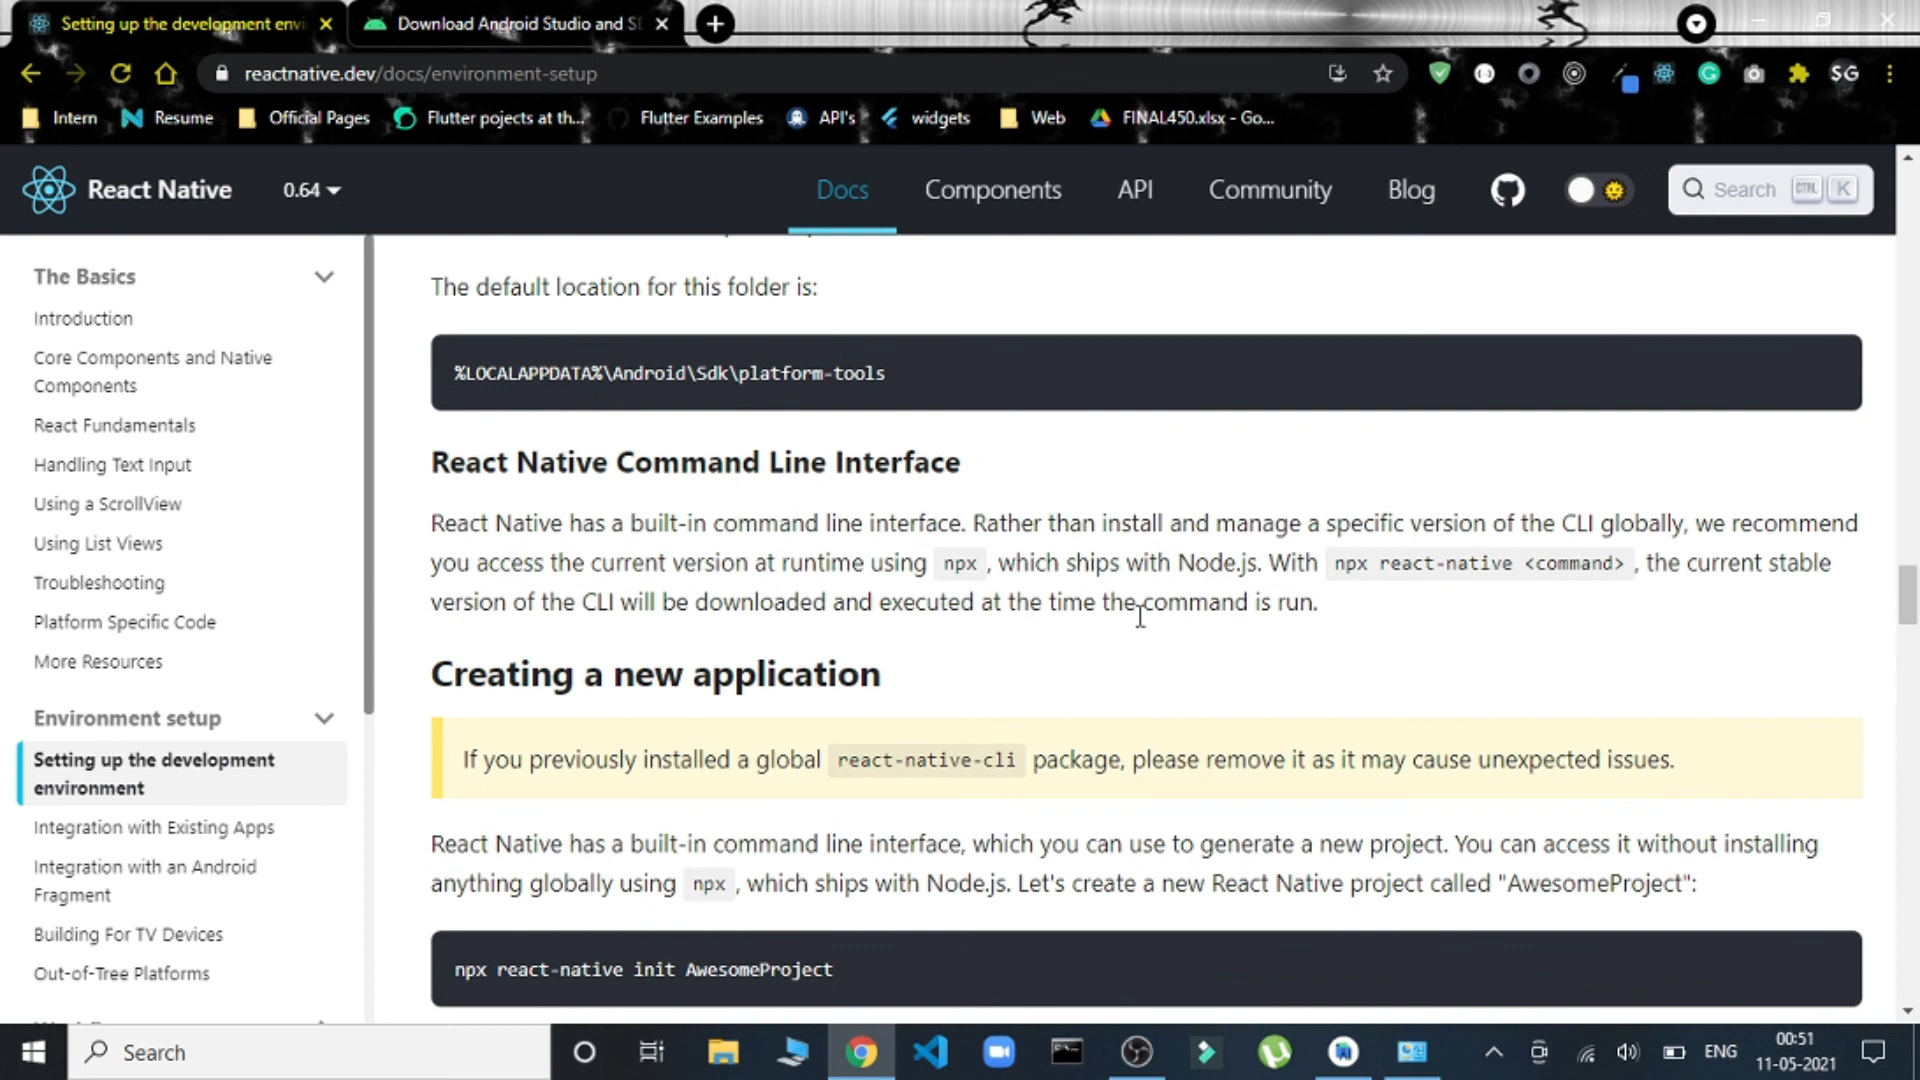 Setting up the development envi
Download Android Studio and S
reactnative.dev/docs/environment-setup
SG
Intern
Resume
Official Pages
Flutter pojects at th...
Flutter Examples
API's
widgets
Web
FINAL450.xlsx - Go...
React Native
0.64
Docs
Components
API
Community
Blog
Search CTRL K
The Basics
Introduction
Core Components and Native
Components
React Fundamentals
Handling Text Input
Using a ScrollView
Using List Views
Troubleshooting
Platform Specific Code
More Resources
Environment setup
Setting up the development
environment
Integration with Existing Apps
Integration with an Android
Fragment
Building For TV Devices
Out-of-Tree Platforms
The default location for this folder is:
%LOCALAPPDATA%\Android\Sdk\platform-tools
React Native Command Line Interface
React Native has a built-in command line interface. Rather than install and manage a specific version of the CLI globally, we recommend
you access the current version at runtime using npx, which ships with Node.js. With npx react-native <command>, the current stable
version of the CLI will be downloaded and executed at the time the command is run.
Creating a new application
If you previously installed a global react-native-cli package, please remove it as it may cause unexpected issues.
React Native has a built-in command line interface, which you can use to generate a new project. You can access it without installing
anything globally using npx, which ships with Node.js. Let's create a new React Native project called "AwesomeProject":
npx react-native init AwesomeProject
Search
ENG
00:51
11-05-2021